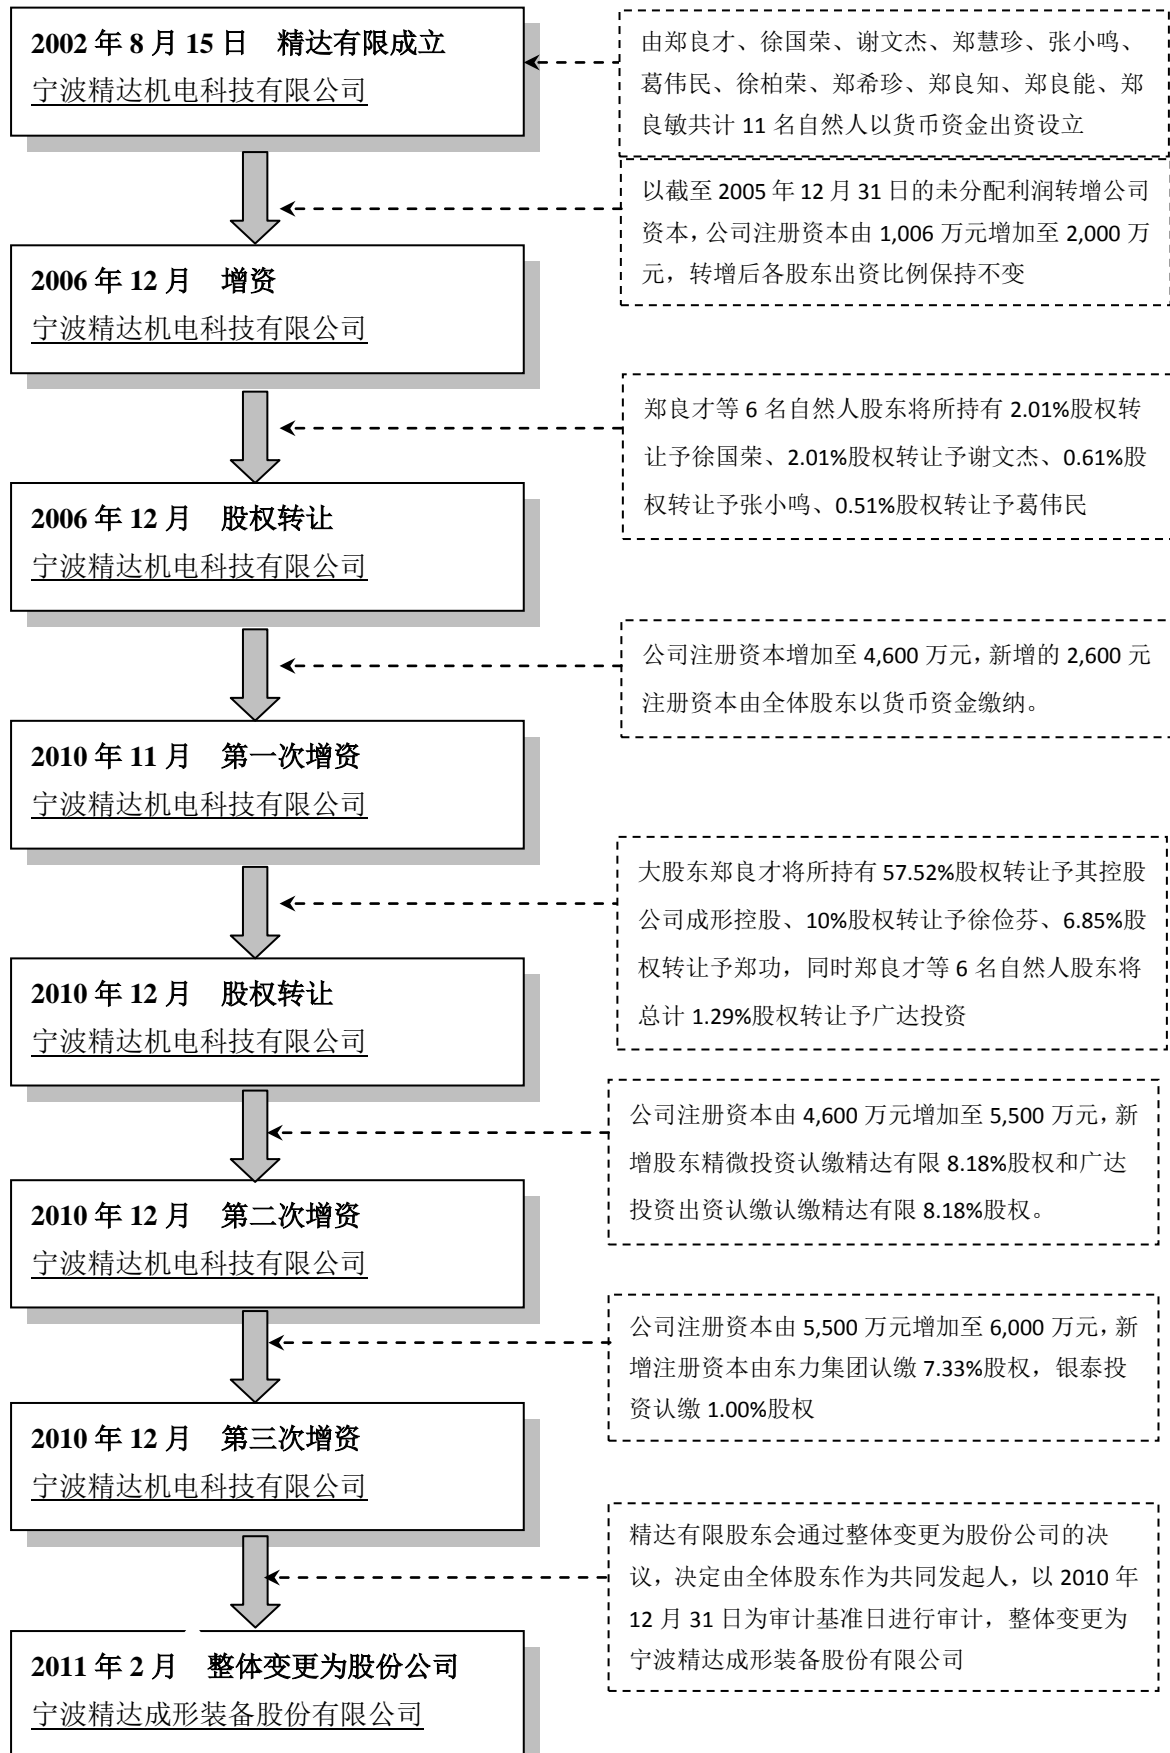 2002 年 8 月 15 日 精达有限成立
宁波精达机电科技有限公司
由郑良才、徐国荣、谢文杰、郑慧珍、张小鸣、
葛伟民、徐柏荣、郑希珍、郑良知、郑良能、郑
良敏共计 11 名自然人以货币资金出资设立
以截至 2005 年 12 月 31 日的未分配利润转增公司
资本，公司注册资本由 1,006 万元增加至 2,000 万
元，转增后各股东出资比例保持不变
2006 年 12 月 增资
宁波精达机电科技有限公司
郑良才等 6 名自然人股东将所持有 2.01%股权转
让予徐国荣、2.01%股权转让予谢文杰、0.61%股
权转让予张小鸣、0.51%股权转让予葛伟民
2006 年 12 月 股权转让
宁波精达机电科技有限公司
公司注册资本增加至 4,600 万元，新增的 2,600 元
注册资本由全体股东以货币资金缴纳。
2010 年 11 月 第一次增资
宁波精达机电科技有限公司
大股东郑良才将所持有 57.52%股权转让予其控股
公司成形控股、10%股权转让予徐俭芬、6.85%股
权转让予郑功，同时郑良才等 6 名自然人股东将
总计 1.29%股权转让予广达投资
2010 年 12 月 股权转让
宁波精达机电科技有限公司
公司注册资本由 4,600 万元增加至 5,500 万元，新
增股东精微投资认缴精达有限 8.18%股权和广达
投资出资认缴认缴精达有限 8.18%股权。
2010 年 12 月 第二次增资
宁波精达机电科技有限公司
公司注册资本由 5,500 万元增加至 6,000 万元，新
增注册资本由东力集团认缴 7.33%股权，银泰投
资认缴 1.00%股权
2010 年 12 月 第三次增资
宁波精达机电科技有限公司
精达有限股东会通过整体变更为股份公司的决
议，决定由全体股东作为共同发起人，以 2010 年
12 月 31 日为审计基准日进行审计，整体变更为
宁波精达成形装备股份有限公司
2011 年 2 月 整体变更为股份公司
宁波精达成形装备股份有限公司